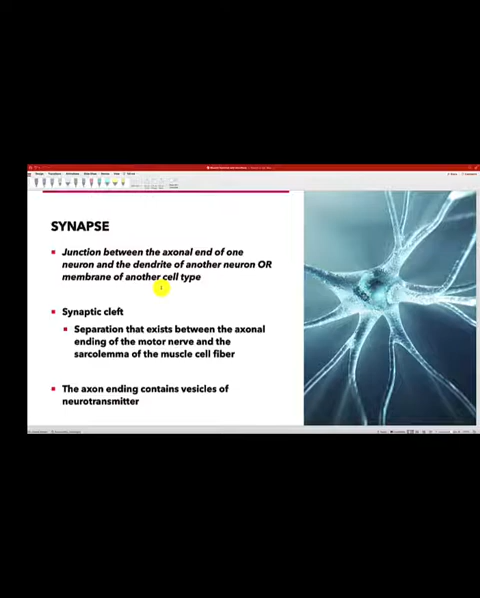 SYNAPSE
Junction between the axonal end of one
neuron and the dendrite of another neuron OR
membrane of another cell type
Synaptic cleft
Separation that exists between the axonal
ending of the motor nerve and the
sarcolemma of the muscle cell fiber
The axon ending contains vesicles of
neurotransmitter